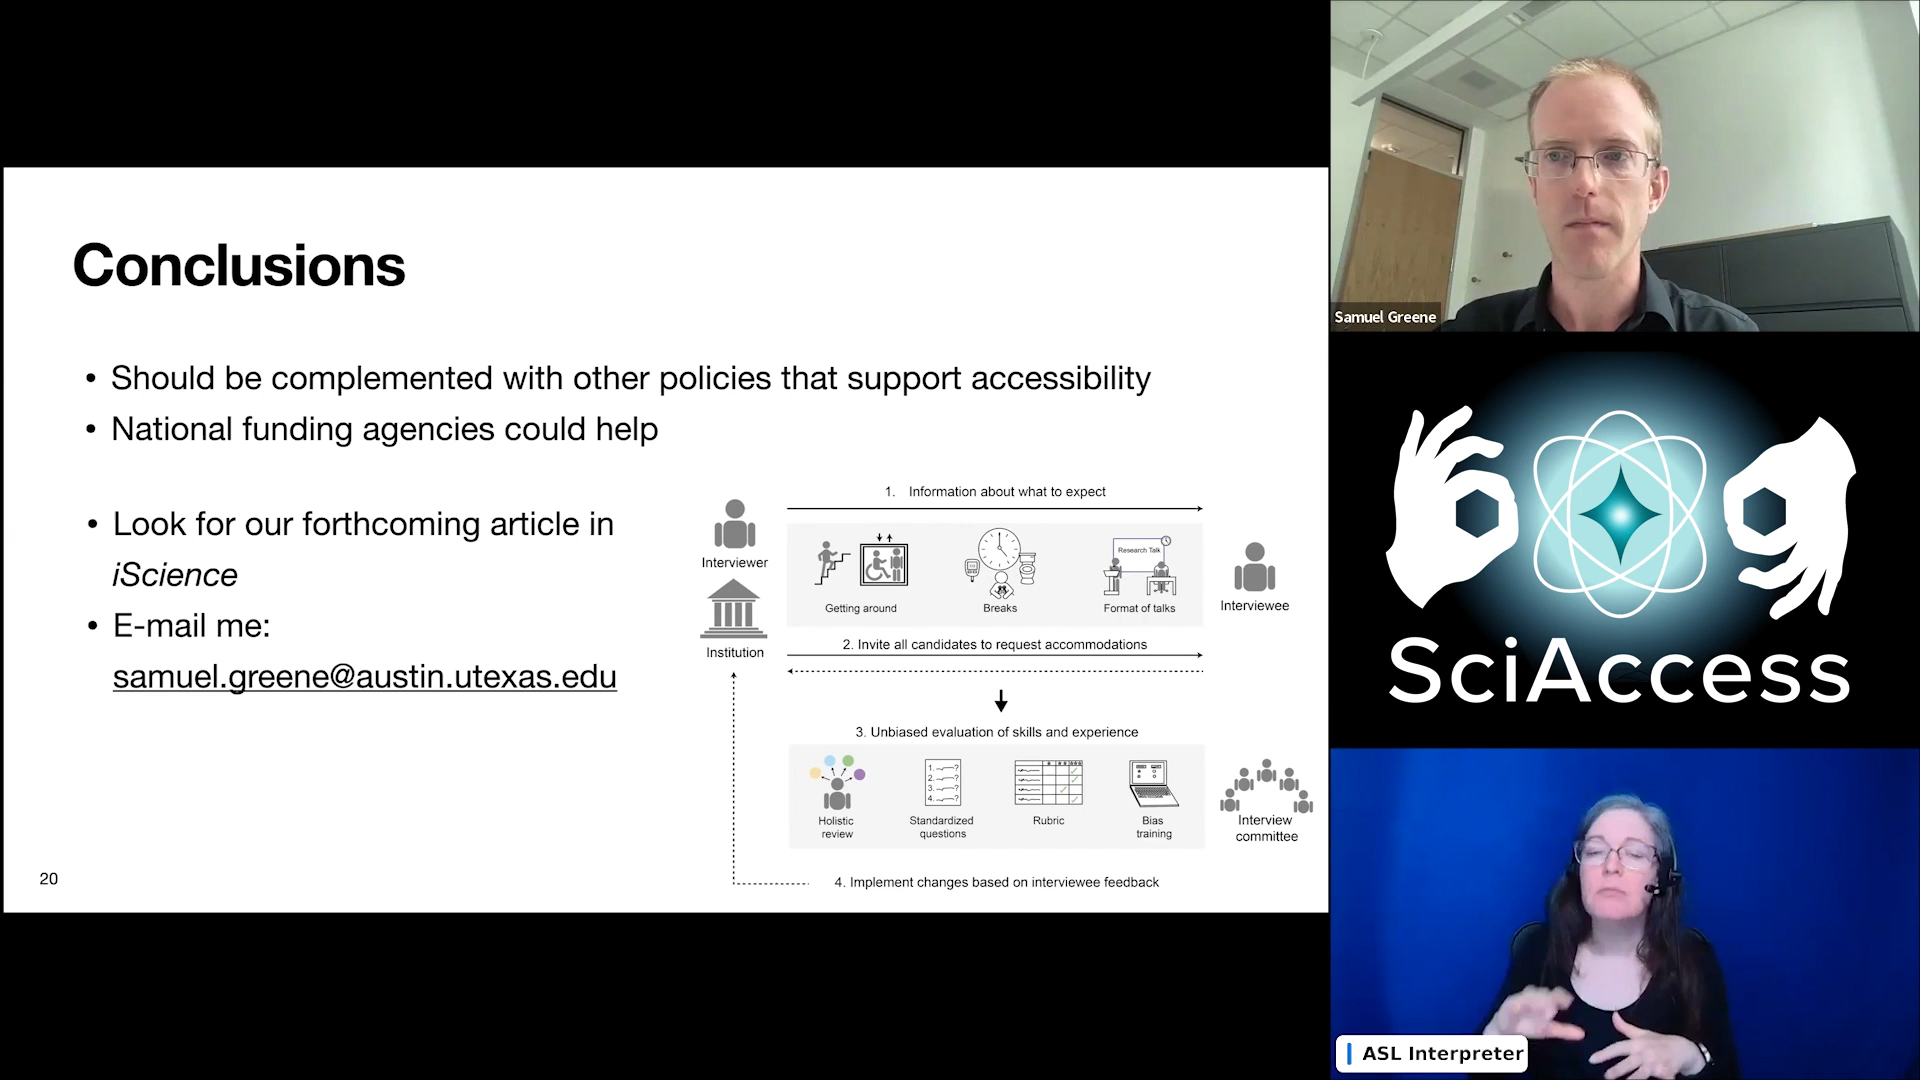 Conclusions
• Should be complemented with other policies that support accessibility
• National funding agencies could help
• Look for our forthcoming article in
iScience
• E-mail me:
samuel.greene@austin.utexas.edu
20
1. Information about what to expect
Interviewer
Institution
Research Talk
Getting around
Breaks
Format of talks
Interviewee
2. Invite all candidates to request accommodations
3. Unbiased evaluation of skills and experience
1. ?
2. ?
3. ?
4. ?
Holistic
review
Standardized
questions
Rubric
Bias
training
Interview
committee
4. Implement changes based on interviewee feedback
Samuel Greene
SciAccess
ASL Interpreter